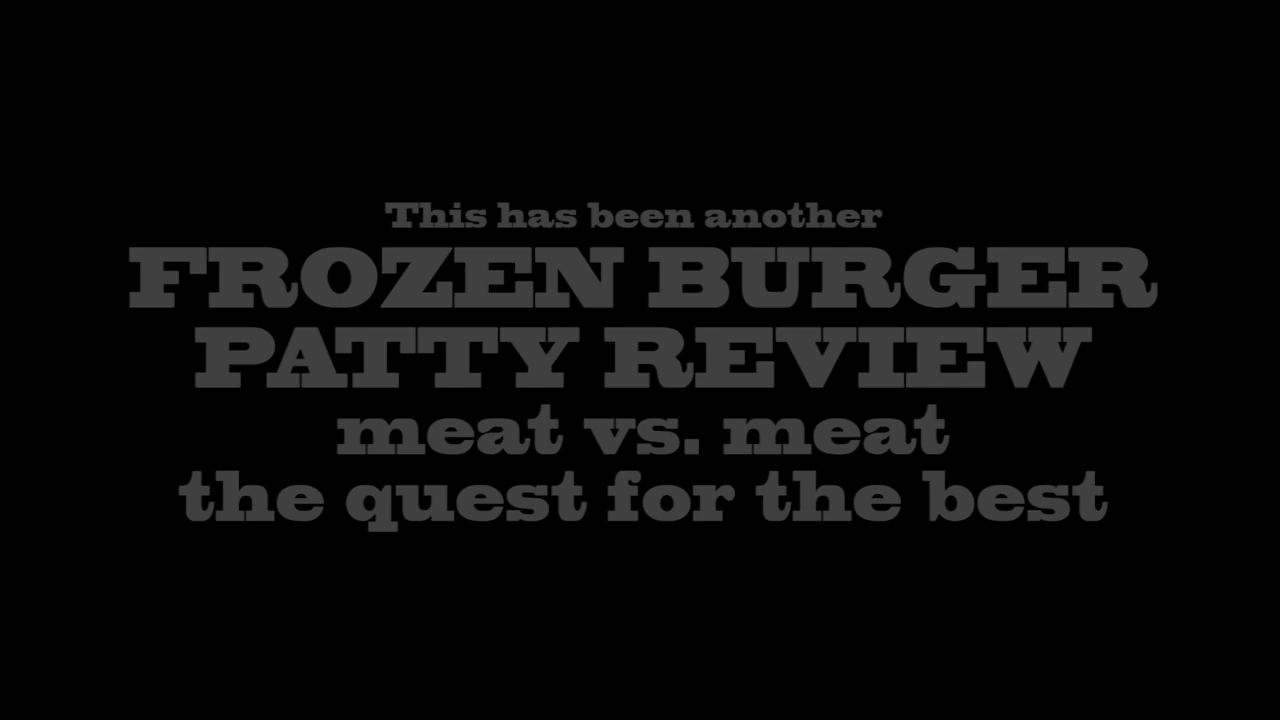 This has been another
FROZEN BURGER
PATTY REVIEW
meat vs. meat
the quest for the best